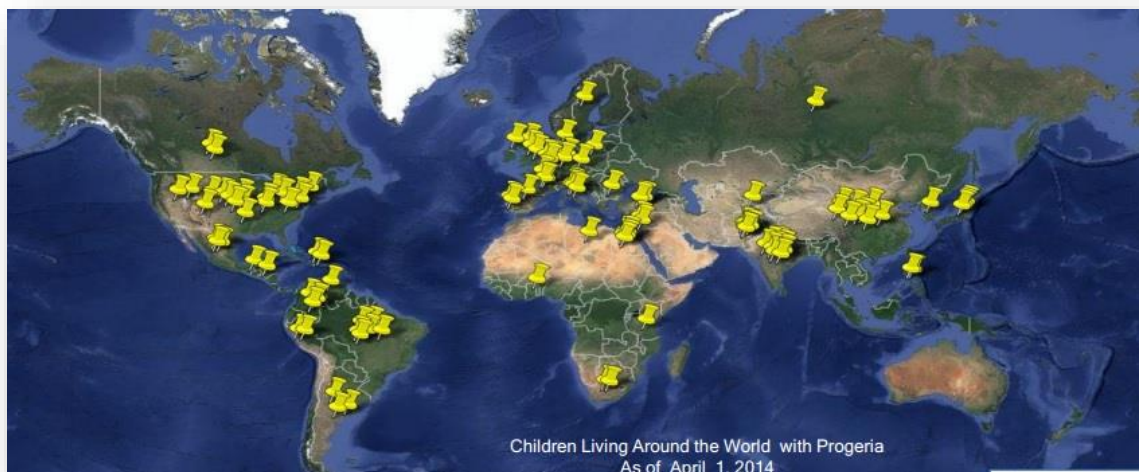 Children Living Around the World with Progeria
As of April 1, 2014